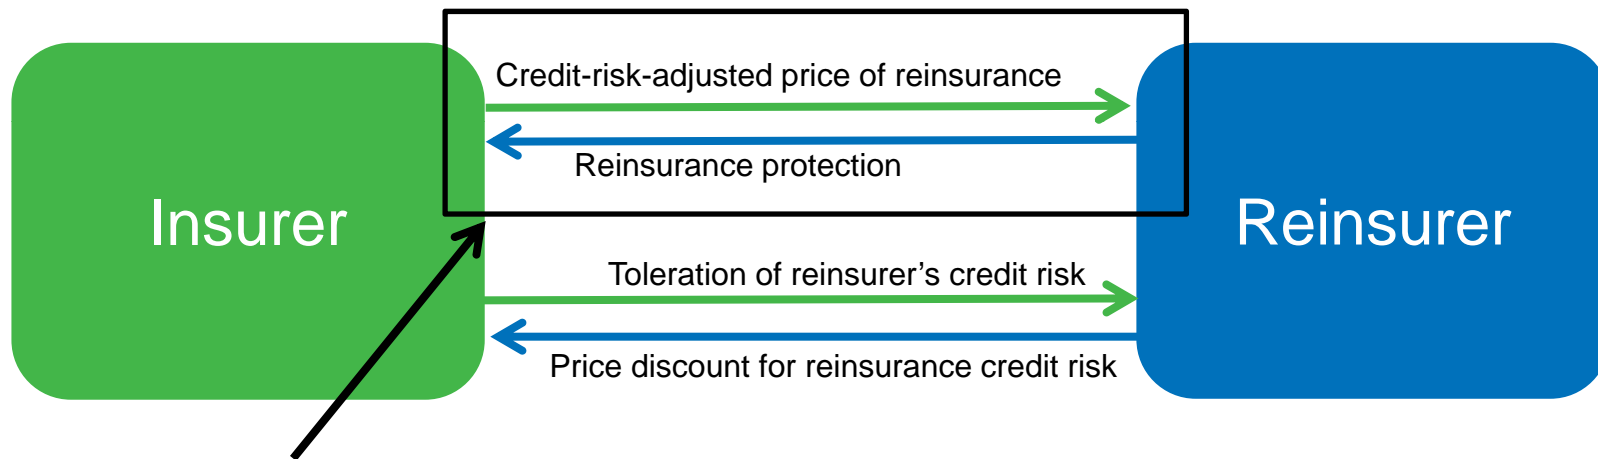 Credit-risk-adjusted price of reinsurance
Reinsurance protection
Insurer
Reinsurer
Toleration of reinsurer’s credit risk
Price discount for reinsurance credit risk